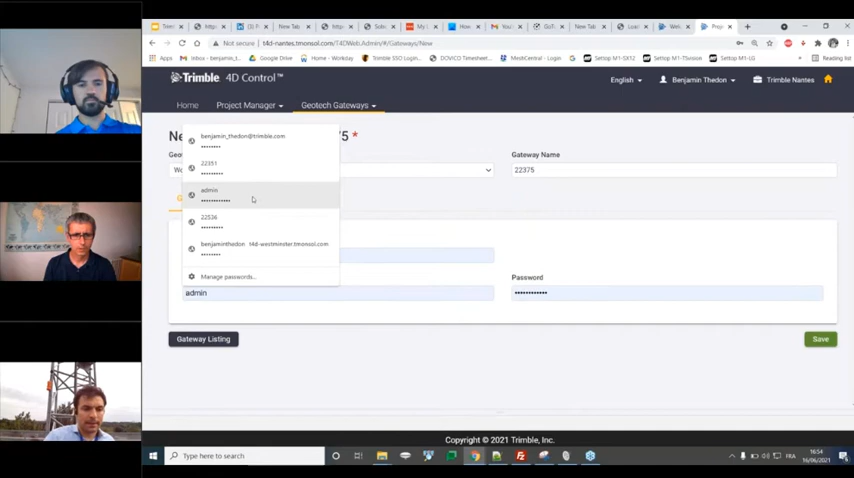 Not secure | t4d-nantes.tmonsol.com/T4DWeb.Admin/#/Gateways/New
Apps
Google Drive
Home - Workday
Trimble SSO Login...
DOVICO Timesheet...
MeshCentral - Login
G
Settop M1-SX12
Settop M1-TSvision
Settop M1-LG
Reading list
Trimble 4D Control™
English
Benjamin Thedon
Trimble Nantes
Home
Project Manager
Geotech Gateways
75 *
Gateway Name
22375
benjamin_thedon@trimble.com
22351
admin
22536
benjaminthedon t4d-westminster.tmonsol.com
Manage passwords...
Password
admin
Gateway Listing
Save
Copyright © 2021 Trimble, Inc.
Type here to search
FRA
16:54
16/06/2021